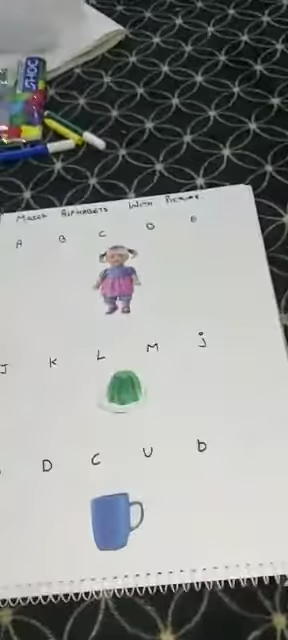 Match Alphabets With Picture.
A B C D e
J K L M j
D C U b